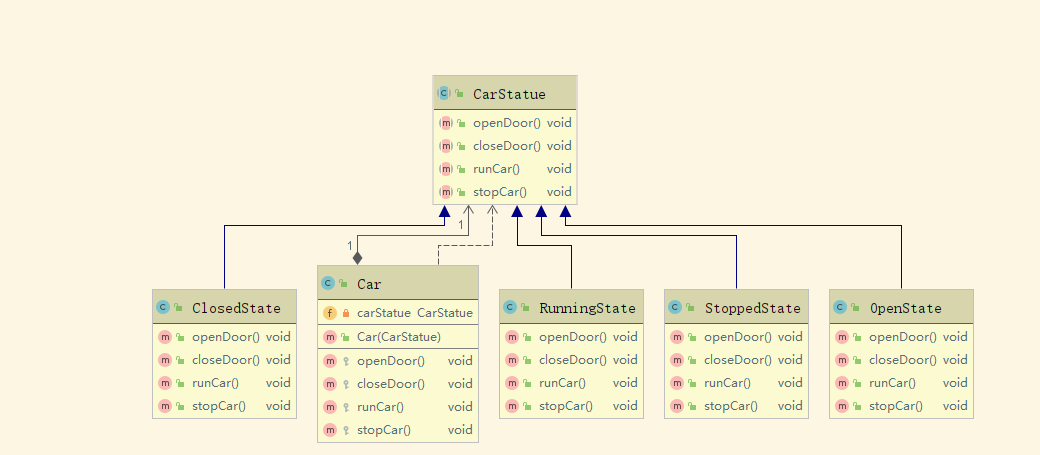 CarStatue
openDoor() void
closeDoor() void
runCar() void
stopCar() void
1
1
ClosedState
openDoor() void
closeDoor() void
runCar() void
stopCar() void
Car
carStatue CarStatue
Car(CarStatue)
openDoor() void
closeDoor() void
runCar() void
stopCar() void
RunningState
openDoor() void
closeDoor() void
runCar() void
stopCar() void
StoppedState
openDoor() void
closeDoor() void
runCar() void
stopCar() void
OpenState
openDoor() void
closeDoor() void
runCar() void
stopCar() void